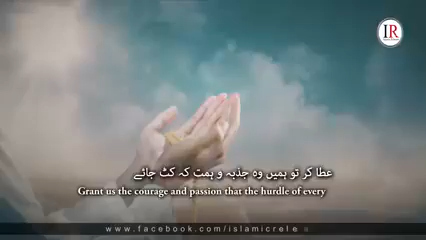 IR
عطا کر تو ہمیں وہ جذبہ و ہمت کہ کٹ جائے
Grant us the courage and passion that the hurdle of every
www.facebook.com/islamicrele